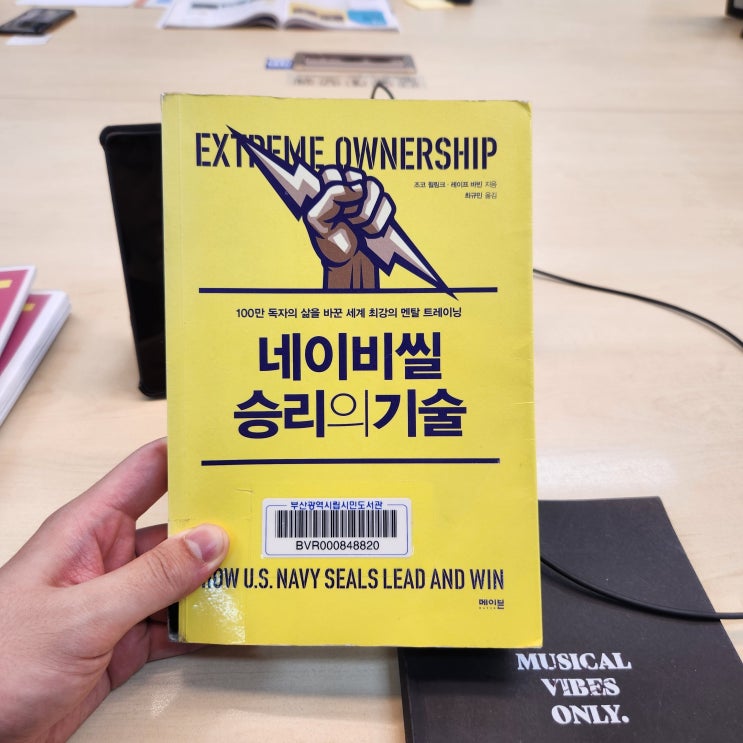 EXTREME OWNERSHIP
조코 윌링크 · 레이프 바빈 지음
최규민 옮김
100만 독자의 삶을 바꾼 세계 최강의 멘탈 트레이닝
네이비씰
승리의기술
부산광역시립시민도서관
BVR000848820
HOW U.S. NAVY SEALS LEAD AND WIN
메이븐
MUSICAL
VIBES
ONLY.